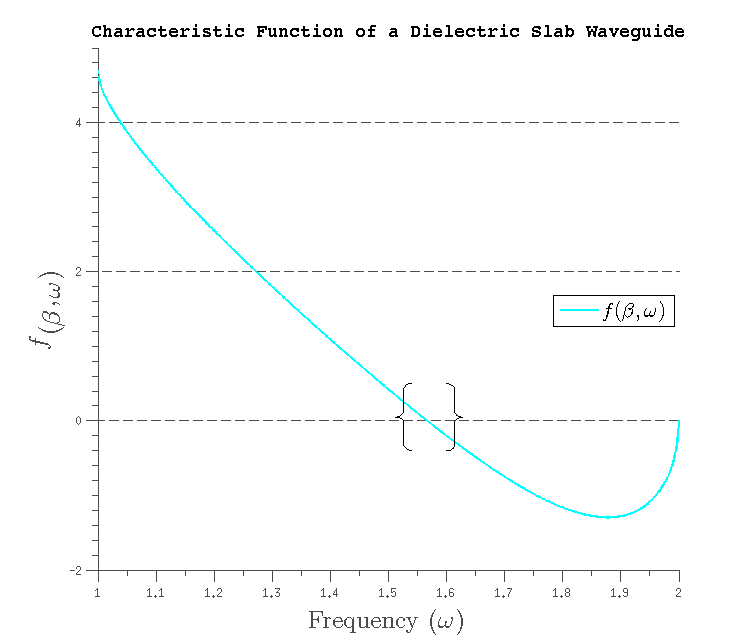 Characteristic Function of a Dielectric Slab Waveguide
4
2
0
-2
f(β,ω)
f(β,ω)
{ }
1 1.1 1.2 1.3 1.4 1.5 1.6 1.7 1.8 1.9 2
Frequency (ω)